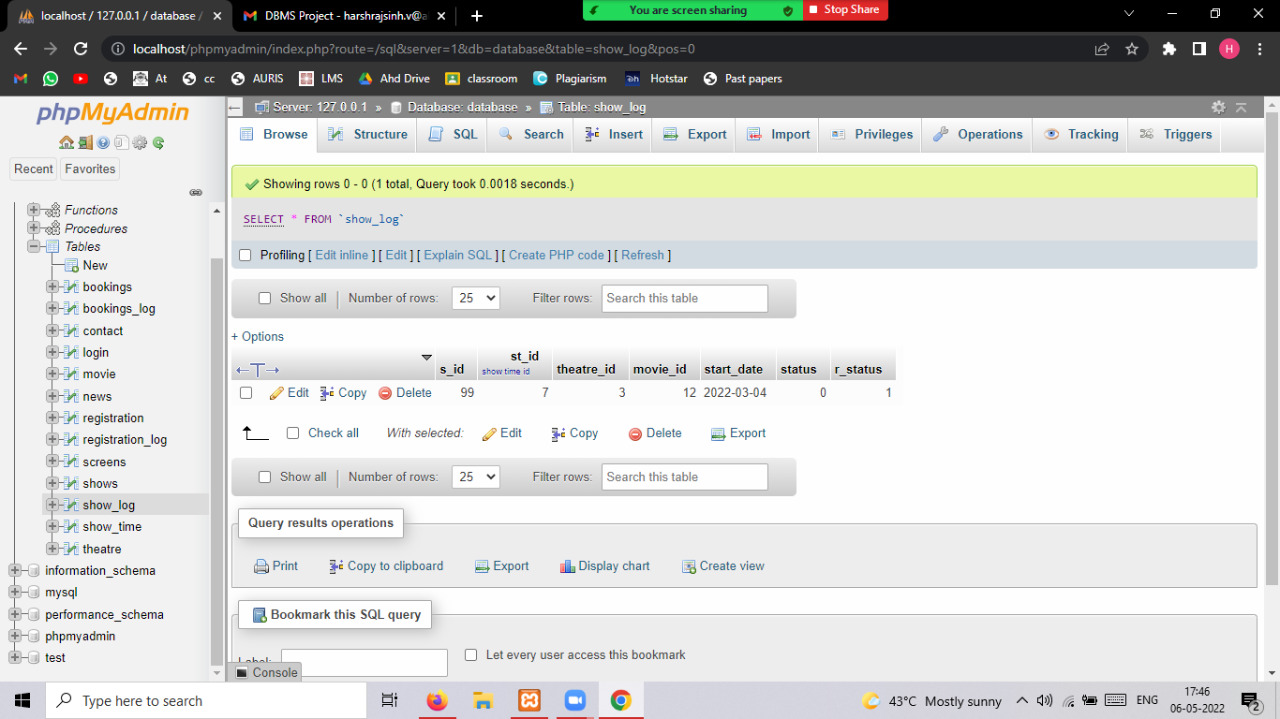 localhost / 127.0.0.1 / database /
DBMS Project - harshrajsinh.v@a
You are screen sharing
Stop Share
localhost/phpmyadmin/index.php?route=/sql&server=1&db=database&table=show_log&pos=0
H
At
cc
AURIS
LMS
Ahd Drive
classroom
Plagiarism
Hotstar
Past papers
phpMyAdmin
Recent
Favorites
Functions
Procedures
Tables
New
bookings
bookings_log
contact
login
movie
news
registration
registration_log
screens
shows
show_log
show_time
theatre
information_schema
mysql
performance_schema
phpmyadmin
test
Server: 127.0.0.1 » Database: database » Table: show_log
Browse Structure SQL Search Insert Export Import Privileges Operations Tracking Triggers
Showing rows 0 - 0 (1 total, Query took 0.0018 seconds.)
SELECT * FROM `show_log`
Profiling [ Edit inline ] [ Edit ] [ Explain SQL ] [ Create PHP code ] [ Refresh ]
Show all Number of rows: 25 Filter rows: Search this table
+ Options
s_id st_id show time id theatre_id movie_id start_date status r_status
Edit Copy Delete 99 7 3 12 2022-03-04 0 1
Check all With selected: Edit Copy Delete Export
Show all Number of rows: 25 Filter rows: Search this table
Query results operations
Print Copy to clipboard Export Display chart Create view
Bookmark this SQL query
Label: Let every user access this bookmark
Console
Type here to search
43°C Mostly sunny
ENG
17:46
06-05-2022
2